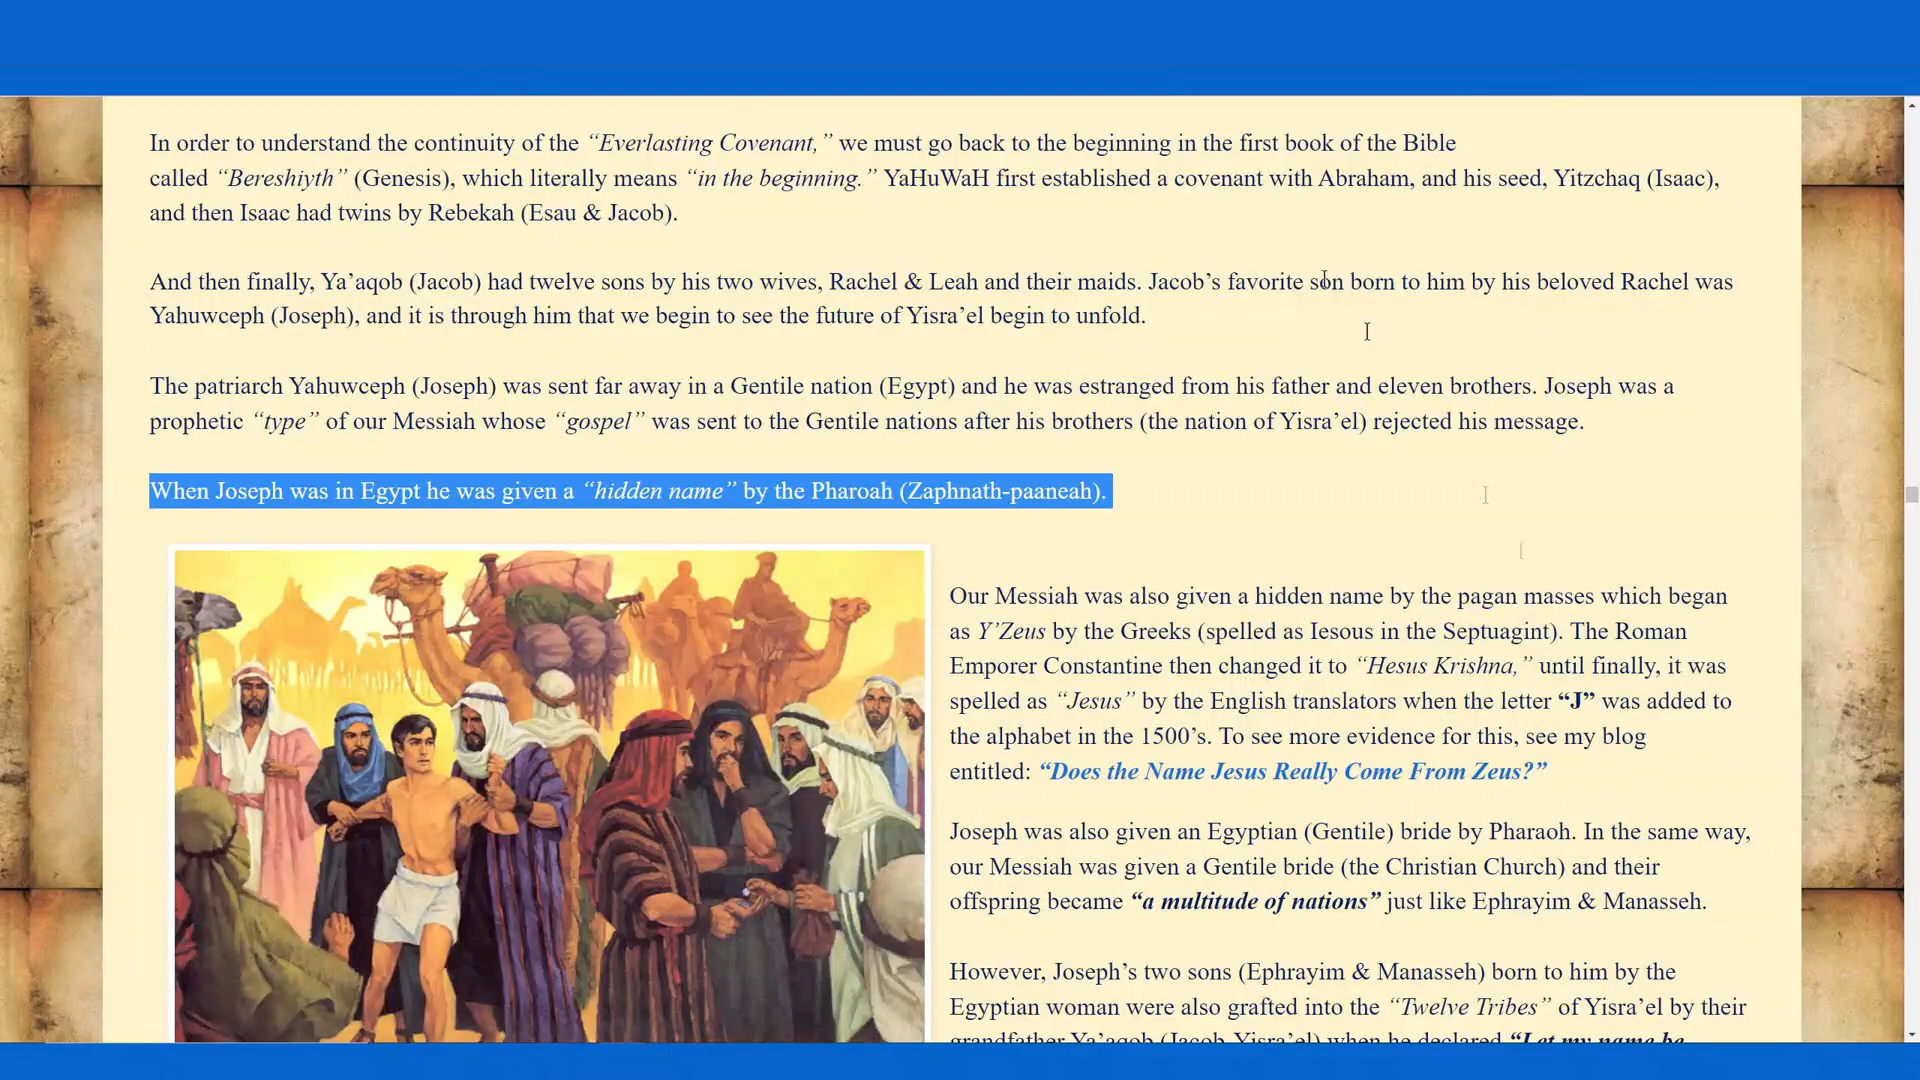 In order to understand the continuity of the “Everlasting Covenant,” we must go back to the beginning in the first book of the Bible
called “Bereshiyth” (Genesis), which literally means “in the beginning.” YaHuWaH first established a covenant with Abraham, and his seed, Yitzchaq (Isaac),
and then Isaac had twins by Rebekah (Esau & Jacob).
And then finally, Ya’aqob (Jacob) had twelve sons by his two wives, Rachel & Leah and their maids. Jacob’s favorite son born to him by his beloved Rachel was
Yahuwceph (Joseph), and it is through him that we begin to see the future of Yisra’el begin to unfold.
The patriarch Yahuwceph (Joseph) was sent far away in a Gentile nation (Egypt) and he was estranged from his father and eleven brothers. Joseph was a
prophetic “type” of our Messiah whose “gospel” was sent to the Gentile nations after his brothers (the nation of Yisra’el) rejected his message.
When Joseph was in Egypt he was given a “hidden name” by the Pharoah (Zaphnath-paaneah).
Our Messiah was also given a hidden name by the pagan masses which began
as Y’Zeus by the Greeks (spelled as Iesous in the Septuagint). The Roman
Emporer Constantine then changed it to “Hesus Krishna,” until finally, it was
spelled as “Jesus” by the English translators when the letter “J” was added to
the alphabet in the 1500’s. To see more evidence for this, see my blog
entitled: “Does the Name Jesus Really Come From Zeus?”
Joseph was also given an Egyptian (Gentile) bride by Pharaoh. In the same way,
our Messiah was given a Gentile bride (the Christian Church) and their
offspring became “a multitude of nations” just like Ephrayim & Manasseh.
However, Joseph’s two sons (Ephrayim & Manasseh) born to him by the
Egyptian woman were also grafted into the “Twelve Tribes” of Yisra’el by their
grandfather Ya’aqob (Jacob-Yisra’el) when he declared “Let my name be